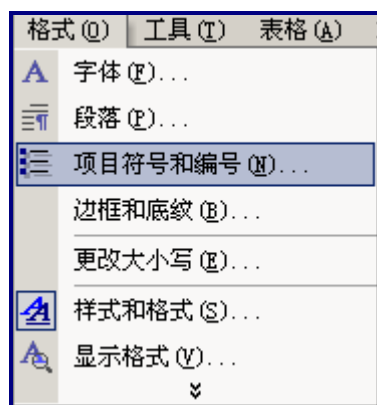 格式(O) 工具(T) 表格(A)
字体(F)...
段落(P)...
项目符号和编号(N)...
边框和底纹(B)...
更改大小写(E)...
样式和格式(S)...
显示格式(V)...